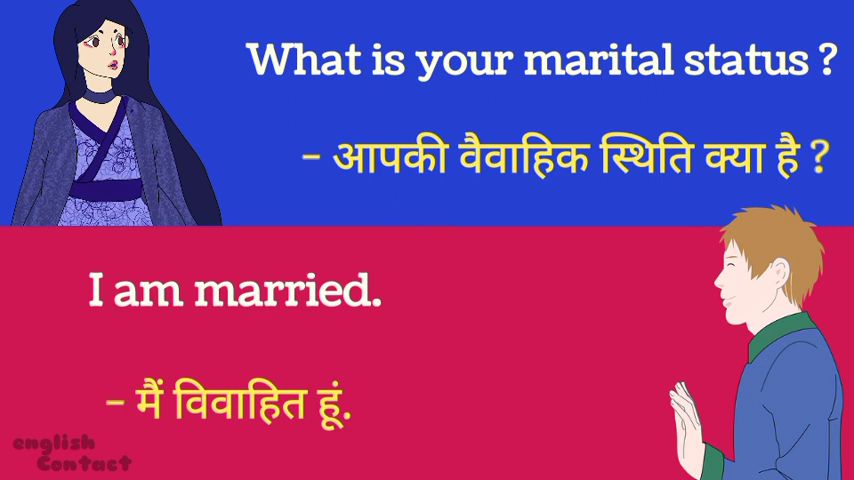 What is your marital status ?
- आपकी वैवाहिक स्थिति क्या है ?
I am married.
- मैं विवाहित हूं.
english
Contact